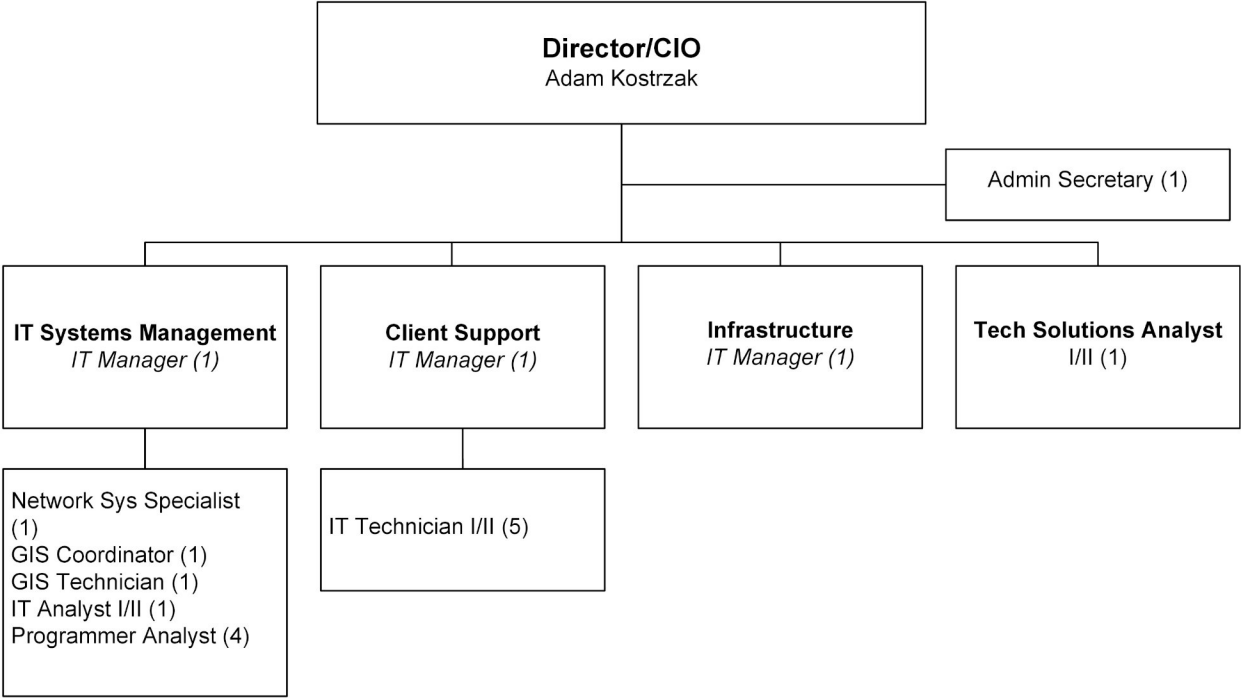 Director/CIO
Adam Kostrzak
Admin Secretary (1)
IT Systems Management
IT Manager (1)
Client Support
IT Manager (1)
Infrastructure
IT Manager (1)
Tech Solutions Analyst
I/II (1)
Network Sys Specialist
(1)
GIS Coordinator (1)
GIS Technician (1)
IT Analyst I/II (1)
Programmer Analyst (4)
IT Technician I/II (5)